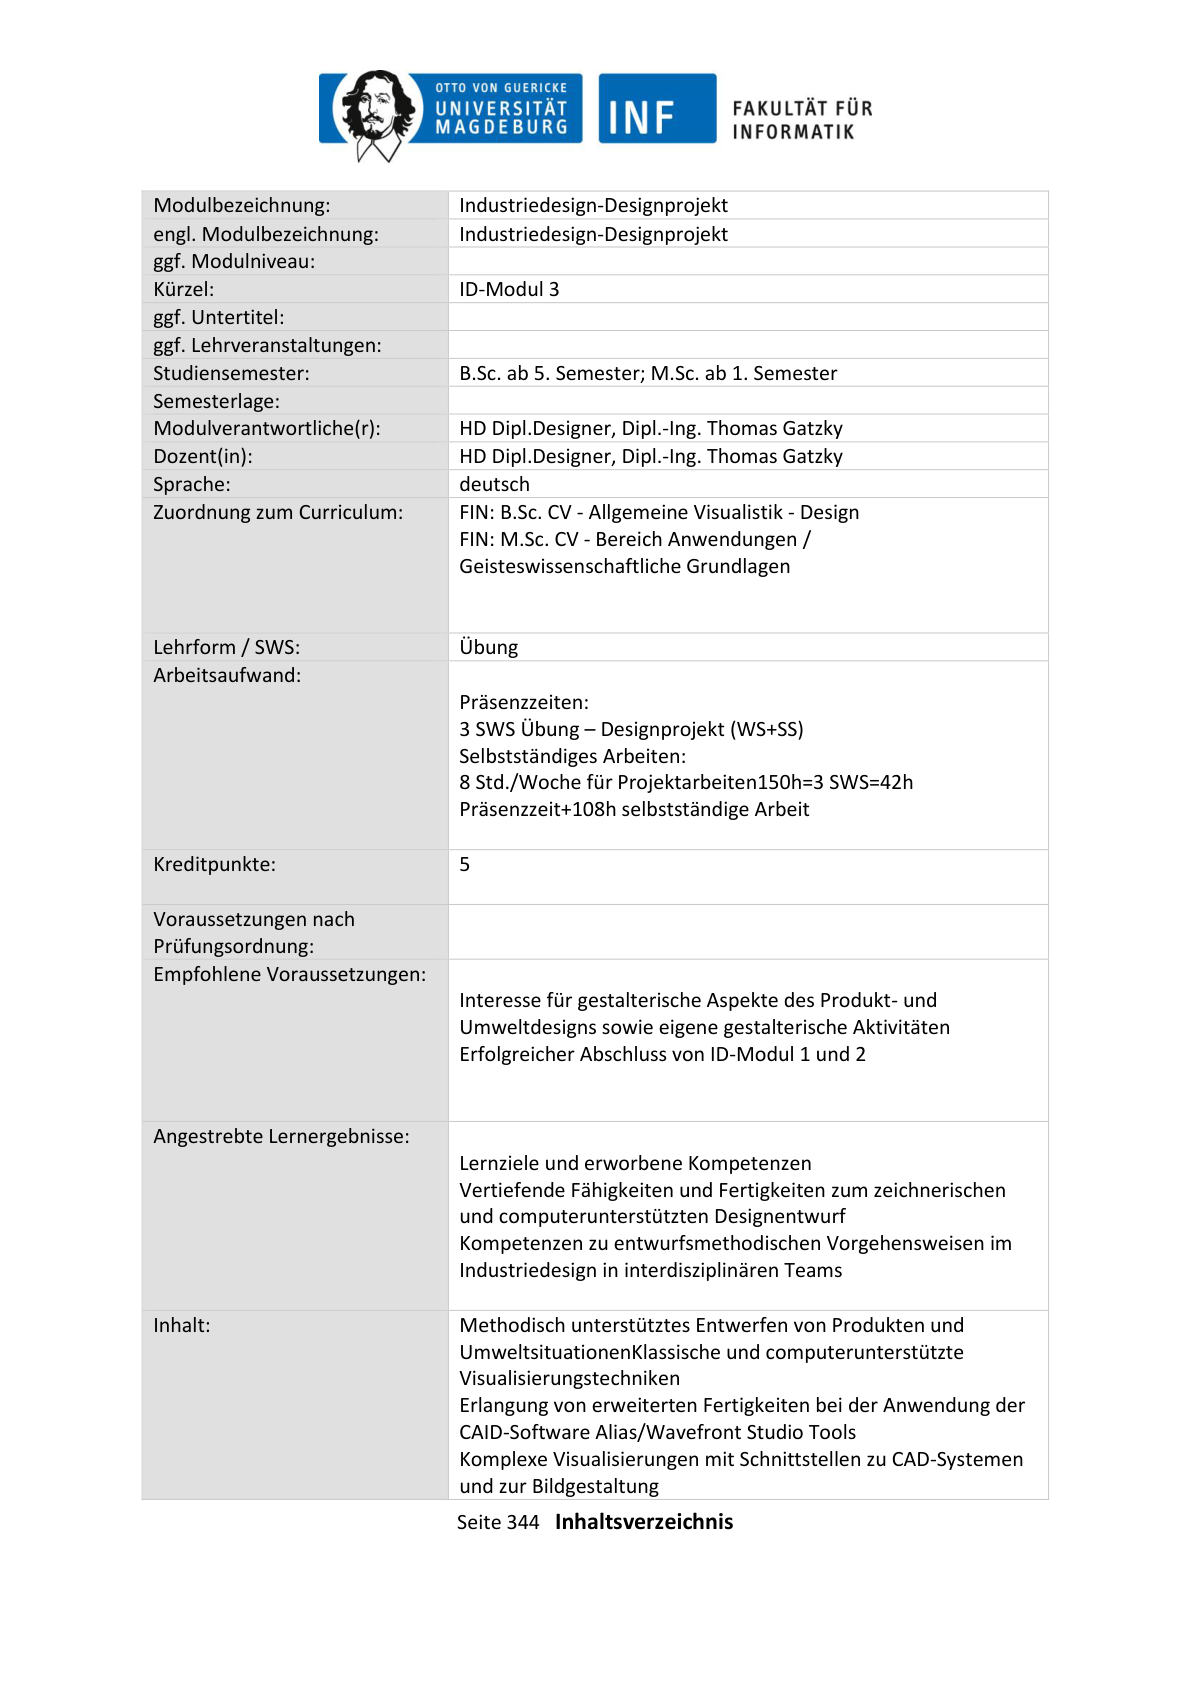 OTTO VON GUERICKE
UNIVERSITÄT
MAGDEBURG
INF
FAKULTÄT FÜR
INFORMATIK
Modulbezeichnung:
Industriedesign-Designprojekt
engl. Modulbezeichnung:
Industriedesign-Designprojekt
ggf. Modulniveau:
Kürzel:
ID-Modul 3
ggf. Untertitel:
ggf. Lehrveranstaltungen:
Studiensemester:
B.Sc. ab 5. Semester; M.Sc. ab 1. Semester
Semesterlage:
Modulverantwortliche(r):
HD Dipl.Designer, Dipl.-Ing. Thomas Gatzky
Dozent(in):
HD Dipl.Designer, Dipl.-Ing. Thomas Gatzky
Sprache:
deutsch
Zuordnung zum Curriculum:
FIN: B.Sc. CV - Allgemeine Visualistik - Design
FIN: M.Sc. CV - Bereich Anwendungen /
Geisteswissenschaftliche Grundlagen
Lehrform / SWS:
Übung
Arbeitsaufwand:
Präsenzzeiten:
3 SWS Übung – Designprojekt (WS+SS)
Selbstständiges Arbeiten:
8 Std./Woche für Projektarbeiten150h=3 SWS=42h
Präsenzzeit+108h selbstständige Arbeit
Kreditpunkte:
5
Voraussetzungen nach
Prüfungsordnung:
Empfohlene Voraussetzungen:
Interesse für gestalterische Aspekte des Produkt- und
Umweltdesigns sowie eigene gestalterische Aktivitäten
Erfolgreicher Abschluss von ID-Modul 1 und 2
Angestrebte Lernergebnisse:
Lernziele und erworbene Kompetenzen
Vertiefende Fähigkeiten und Fertigkeiten zum zeichnerischen
und computerunterstützten Designentwurf
Kompetenzen zu entwurfsmethodischen Vorgehensweisen im
Industriedesign in interdisziplinären Teams
Inhalt:
Methodisch unterstütztes Entwerfen von Produkten und
UmweltsituationenKlassische und computerunterstützte
Visualisierungstechniken
Erlangung von erweiterten Fertigkeiten bei der Anwendung der
CAID-Software Alias/Wavefront Studio Tools
Komplexe Visualisierungen mit Schnittstellen zu CAD-Systemen
und zur Bildgestaltung
Seite 344 Inhaltsverzeichnis